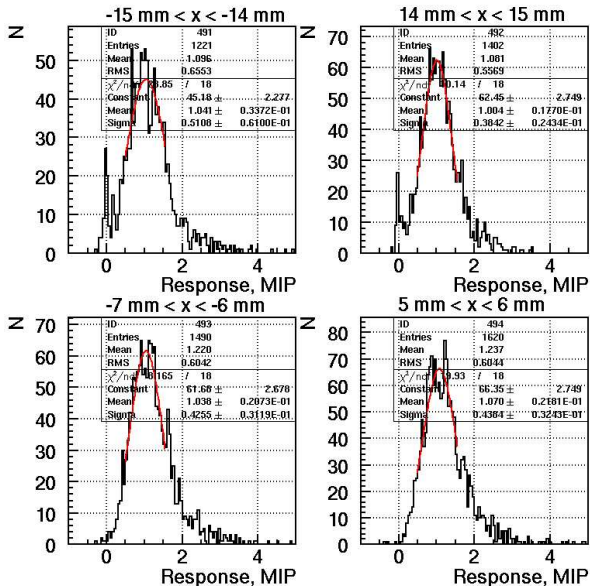 -15 mm < x < -14 mm
N
50
40
30
20
10
0
ID 491
Entries 1221
Mean 1.096
RMS 0.6553
/ 18
Constant 45.18 ± 2.277
Mean 1.041 ± 0.3372E-01
Sigma 0.5108 ± 0.6100E-01
0 2 4
Response, MIP
14 mm < x < 15 mm
N
70
60
50
40
30
20
10
0
ID 492
Entries 1402
Mean 1.081
RMS 0.5569
/ 18
Constant 62.45 ± 2.749
Mean 1.004 ± 0.1770E-01
Sigma 0.3842 ± 0.2434E-01
0 2 4
Response, MIP
-7 mm < x < -6 mm
N
70
60
50
40
30
20
10
0
ID 493
Entries 1490
Mean 1.220
RMS 0.6042
/ 18
Constant 61.68 ± 2.678
Mean 1.038 ± 0.2073E-01
Sigma 0.4255 ± 0.3119E-01
0 2 4
Response, MIP
5 mm < x < 6 mm
N
80
70
60
50
40
30
20
10
0
ID 494
Entries 1620
Mean 1.237
RMS 0.6044
/ 18
Constant 66.35 ± 2.749
Mean 1.070 ± 0.2181E-01
Sigma 0.4384 ± 0.3243E-01
0 2 4
Response, MIP